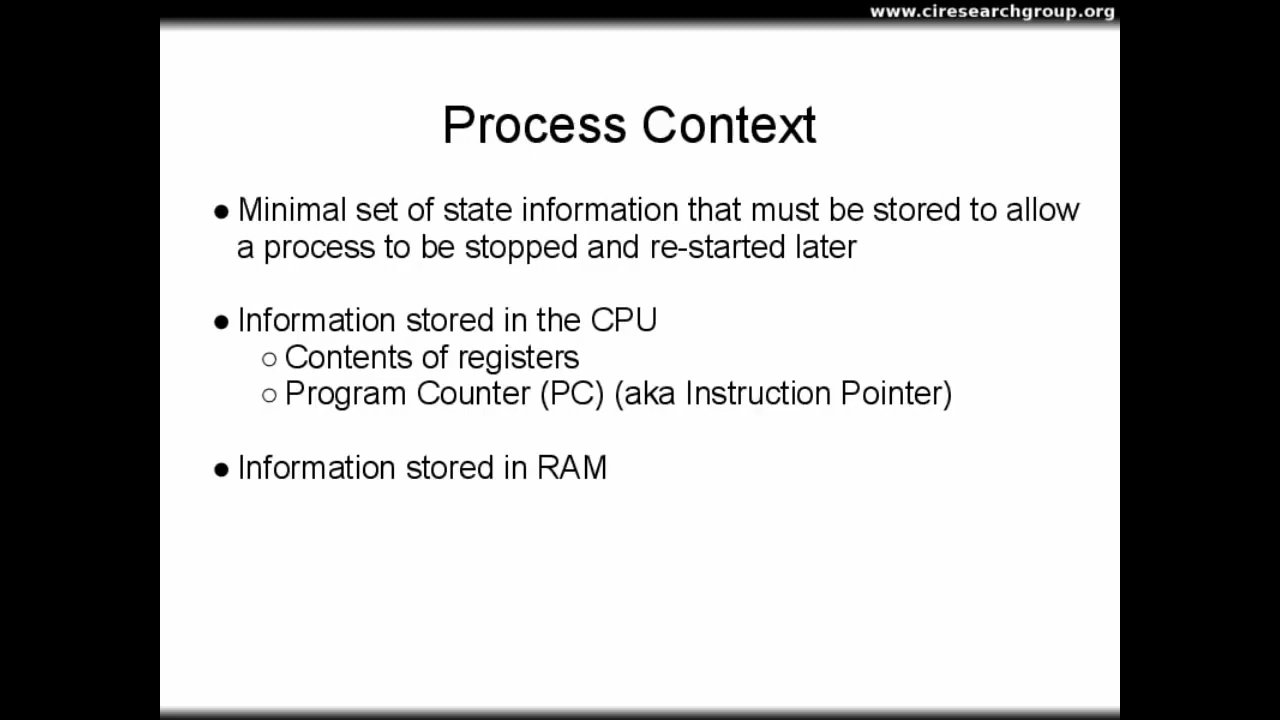 www.ciresearchgroup.org
Process Context
● Minimal set of state information that must be stored to allow
a process to be stopped and re-started later
● Information stored in the CPU
○ Contents of registers
○ Program Counter (PC) (aka Instruction Pointer)
● Information stored in RAM